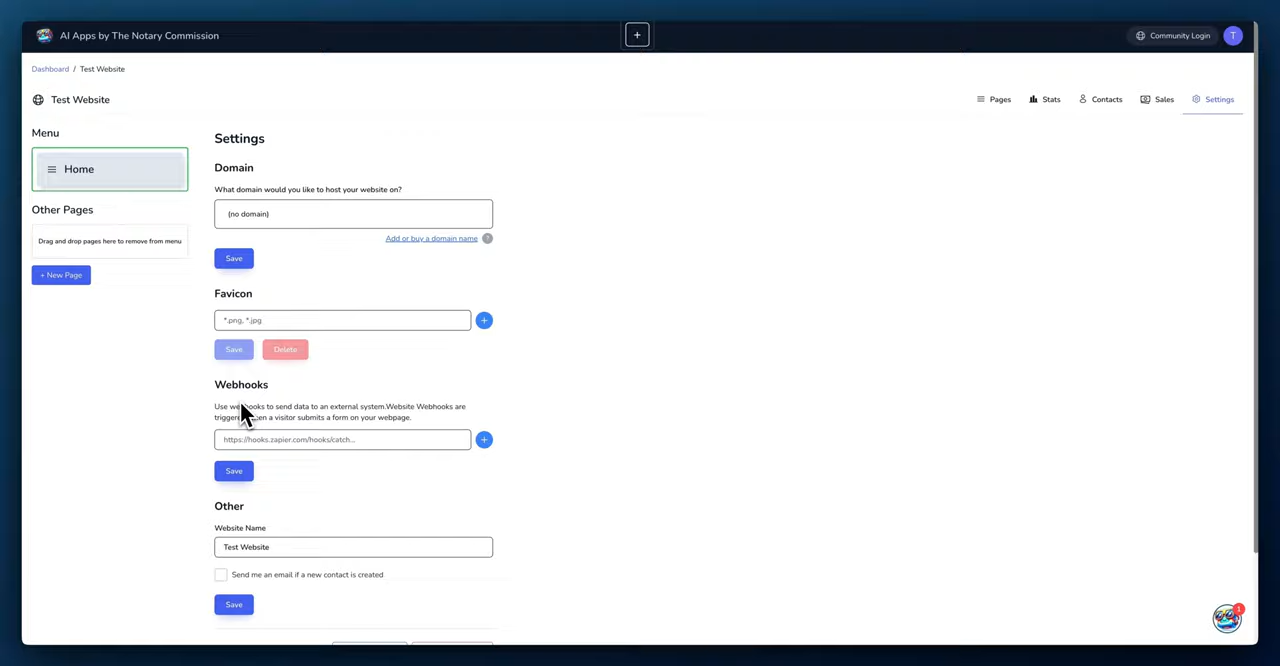 AI Apps by The Notary Commission
+
Community Login
T
Dashboard / Test Website
Test Website
Pages
Stats
Contacts
Sales
Settings
Menu
Home
Other Pages
Drag and drop pages here to remove from menu
+ New Page
Settings
Domain
What domain would you like to host your website on?
(no domain)
Add or buy a domain name ?
Save
Favicon
*.png, *.jpg
+
Save
Delete
Webhooks
Use webhooks to send data to an external system.Website Webhooks are
a visitor submits a form on your webpage.
https://hooks.zapier.com/hooks/catch...
+
Save
Other
Website Name
Test Website
Send me an email if a new contact is created
Save
1